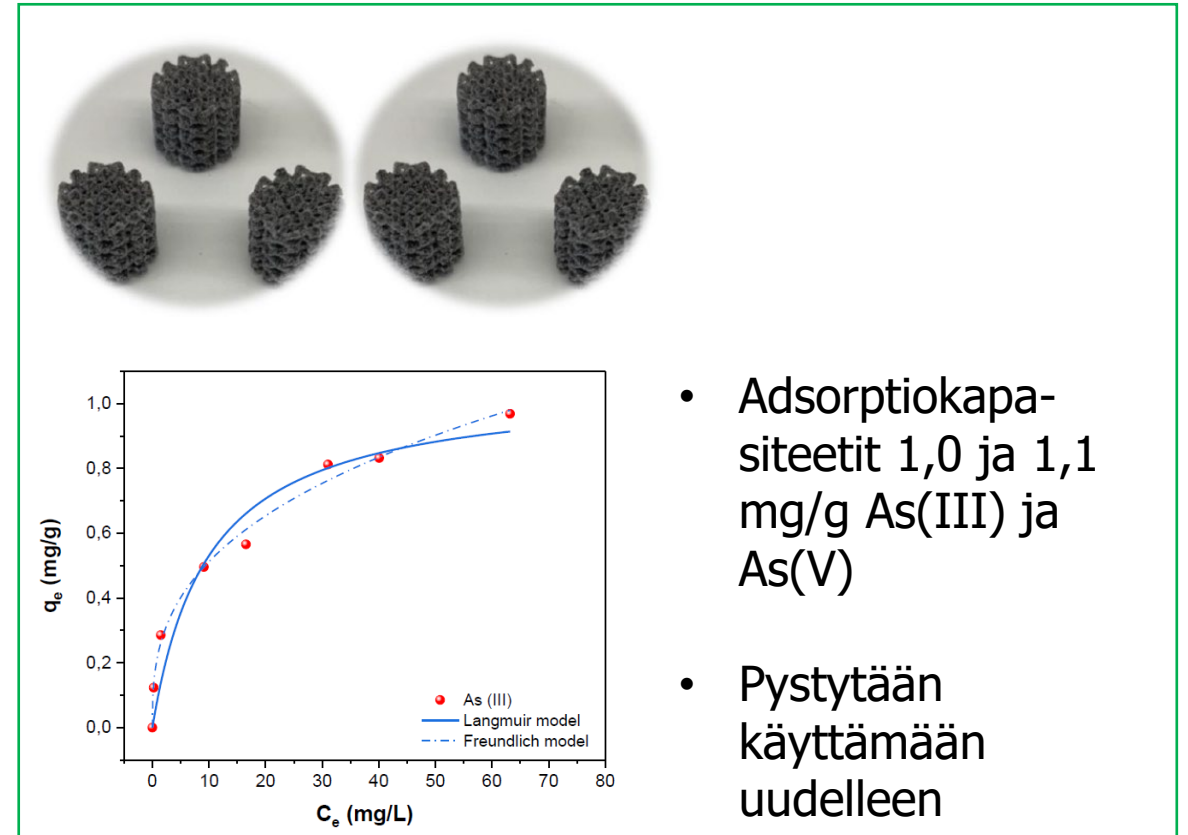 1,0
0,8
0,6
0,4
0,2
0,0
qₑ (mg/g)
As (III)
Langmuir model
Freundlich model
0 10 20 30 40 50 60 70 80
Cₑ (mg/L)
• Adsorptiokapa-
siteetit 1,0 ja 1,1
mg/g As(III) ja
As(V)
• Pystytään
käyttämään
uudelleen